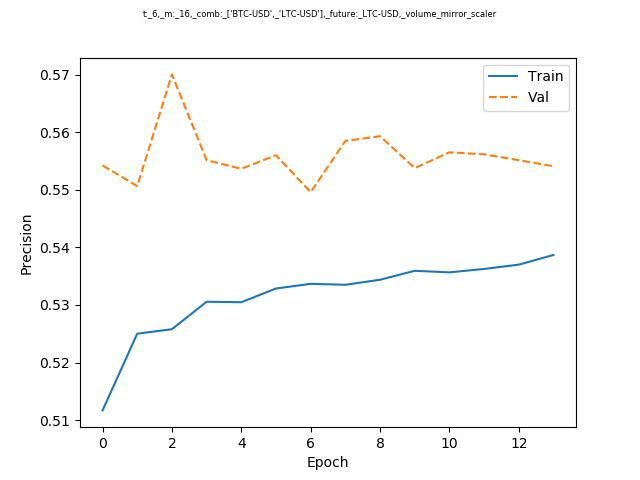 t:_6,_m:_16,_comb:_['BTC-USD',_'LTC-USD'],_future:_LTC-USD,_volume_mirror_scaler
Train
Val
0.57
0.56
0.55
0.54
0.53
0.52
0.51
Precision
0 2 4 6 8 10 12
Epoch